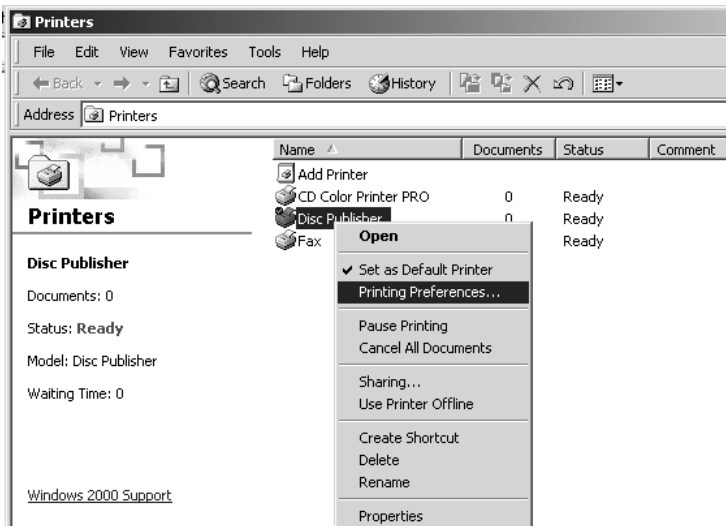 Printers
File Edit View Favorites Tools Help
Back Search Folders History
Address Printers
Name Documents Status Comment
Add Printer
CD Color Printer PRO 0 Ready
Disc Publisher 0 Ready
Fax Ready
Printers
Disc Publisher
Documents: 0
Status: Ready
Model: Disc Publisher
Waiting Time: 0
Windows 2000 Support
Open
Set as Default Printer
Printing Preferences...
Pause Printing
Cancel All Documents
Sharing...
Use Printer Offline
Create Shortcut
Delete
Rename
Properties